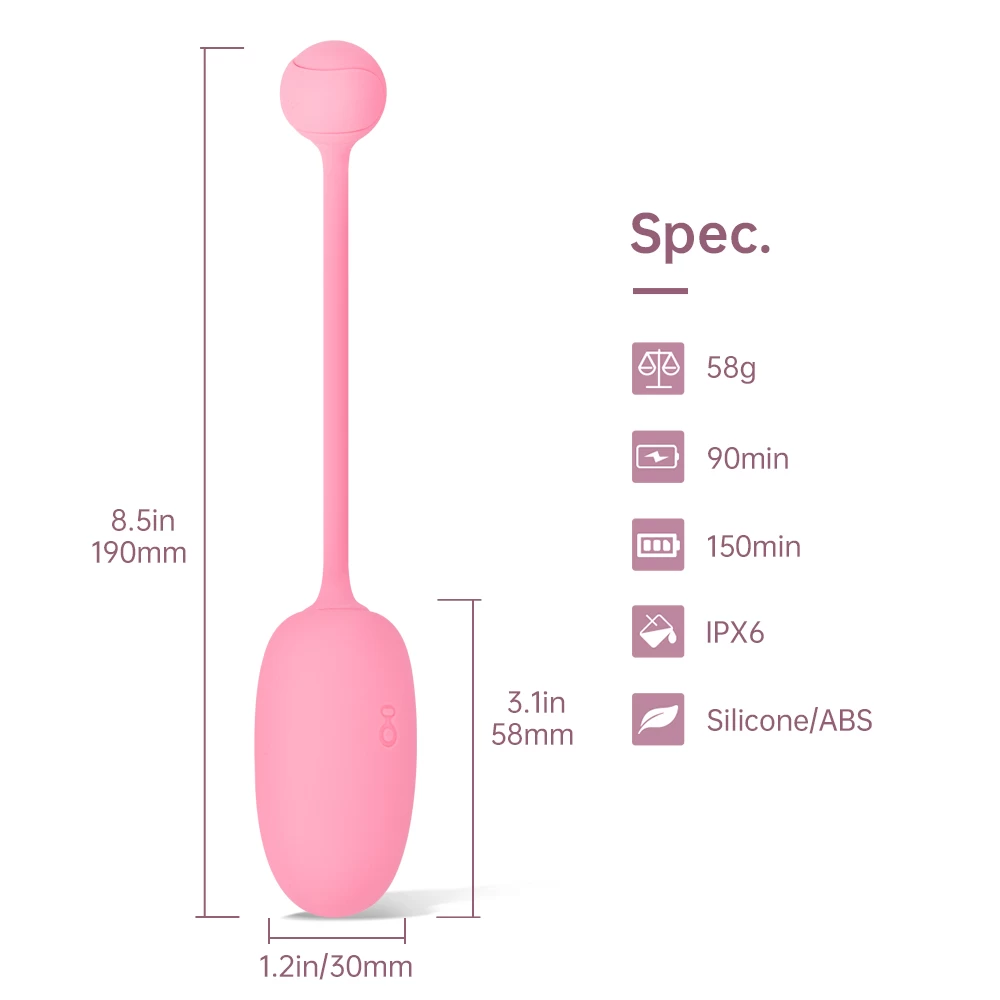 Spec.
58g
90min
150min
IPX6
Silicone/ABS
8.5in
190mm
3.1in
58mm
1.2in/30mm